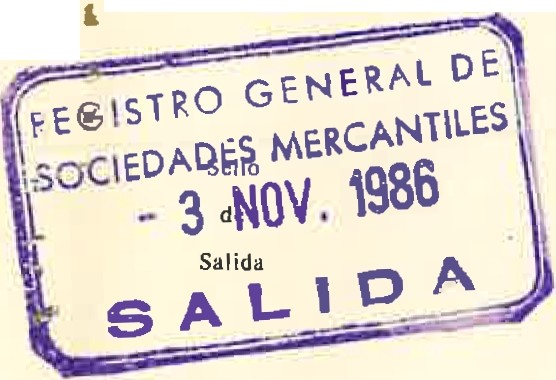 REGISTRO GENERAL DE
SOCIEDADES MERCANTILES
Sello
- 3 de NOV. 1986
Salida
SALIDA